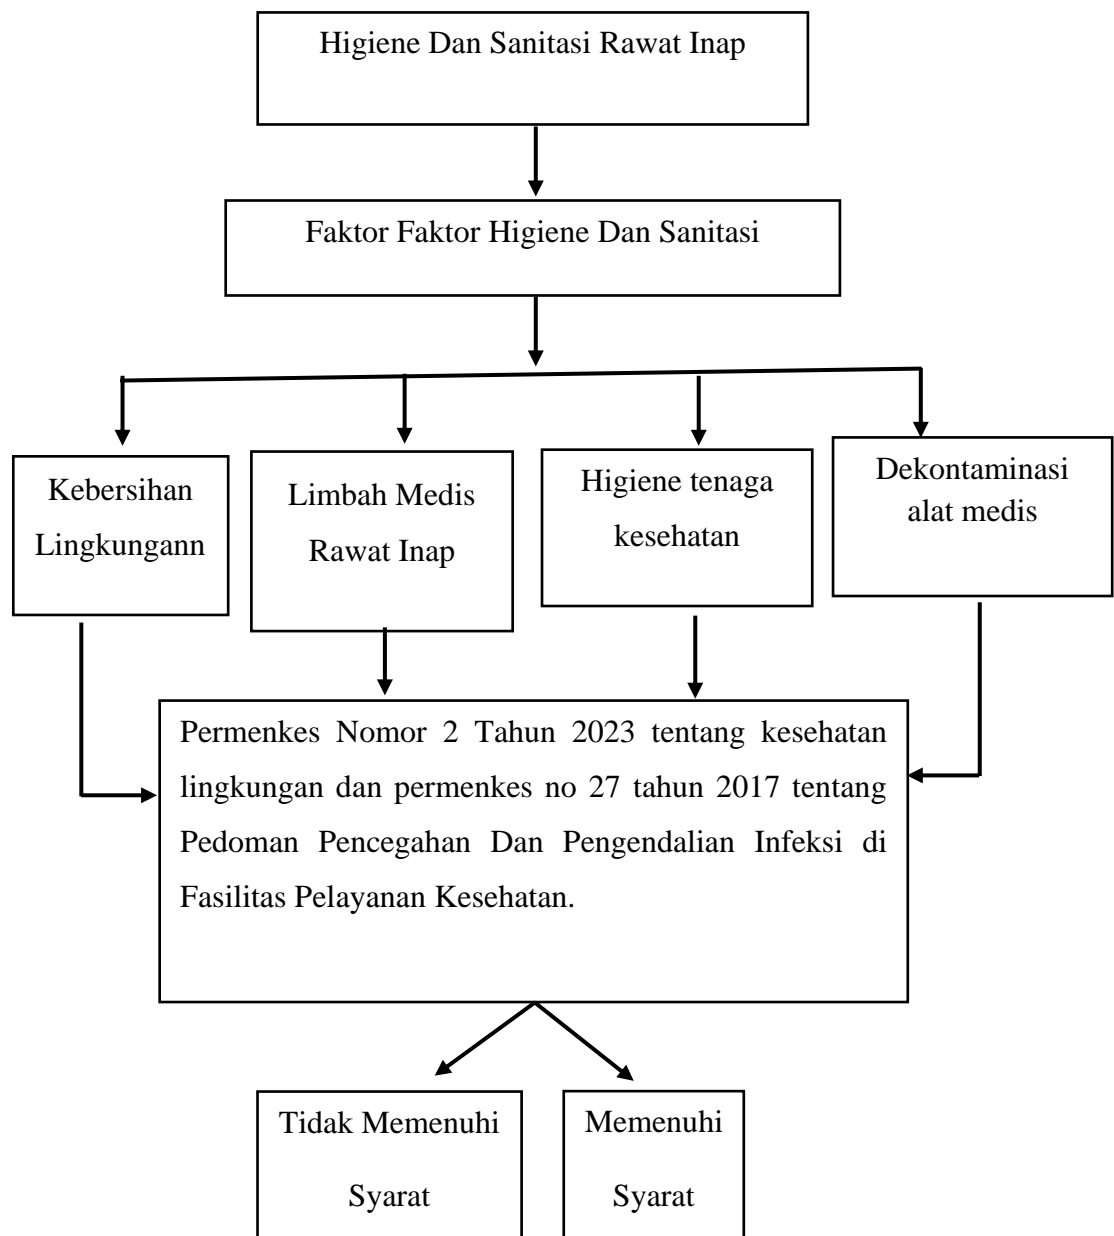 Higiene Dan Sanitasi Rawat Inap
Faktor Faktor Higiene Dan Sanitasi
Kebersihan
Lingkungann
Limbah Medis
Rawat Inap
Higiene tenaga
kesehatan
Dekontaminasi
alat medis
Permenkes Nomor 2 Tahun 2023 tentang kesehatan
lingkungan dan permenkes no 27 tahun 2017 tentang
Pedoman Pencegahan Dan Pengendalian Infeksi di
Fasilitas Pelayanan Kesehatan.
Tidak Memenuhi
Syarat
Memenuhi
Syarat